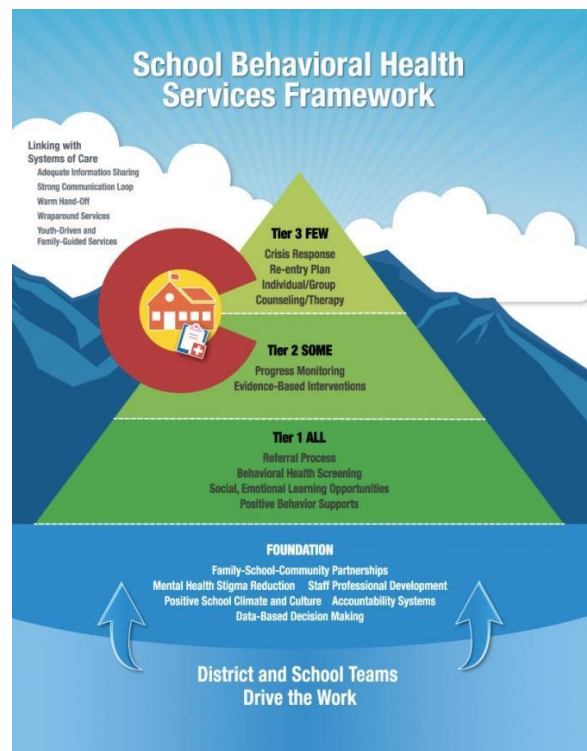 School Behavioral Health
Services Framework
Linking with
Systems of Care
Adequate Information Sharing
Strong Communication Loop
Warm Hand-Off
Wraparound Services
Youth-Driven and
Family-Guided Services
Tier 3 FEW
Crisis Response
Re-entry Plan
Individual/Group
Counseling/Therapy
Tier 2 SOME
Progress Monitoring
Evidence-Based Interventions
Tier 1 ALL
Referral Process
Behavioral Health Screening
Social, Emotional Learning Opportunities
Positive Behavior Supports
FOUNDATION
Family-School-Community Partnerships
Mental Health Stigma Reduction Staff Professional Development
Positive School Climate and Culture Accountability Systems
Data-Based Decision Making
District and School Teams
Drive the Work